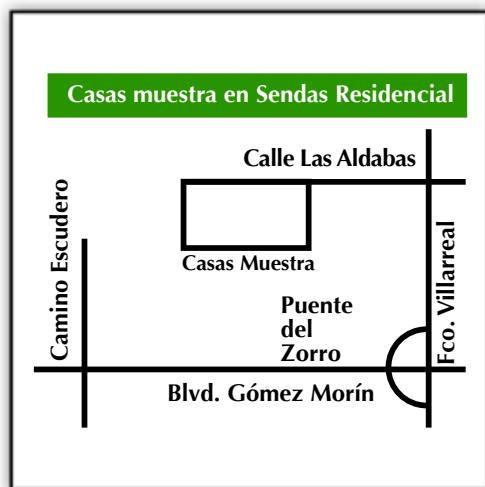 Casas muestra en Sendas Residencial
Calle Las Aldabas
Camino Escudero
Casas Muestra
Fco. Villarreal
Puente
del
Zorro
Blvd. Gómez Morín